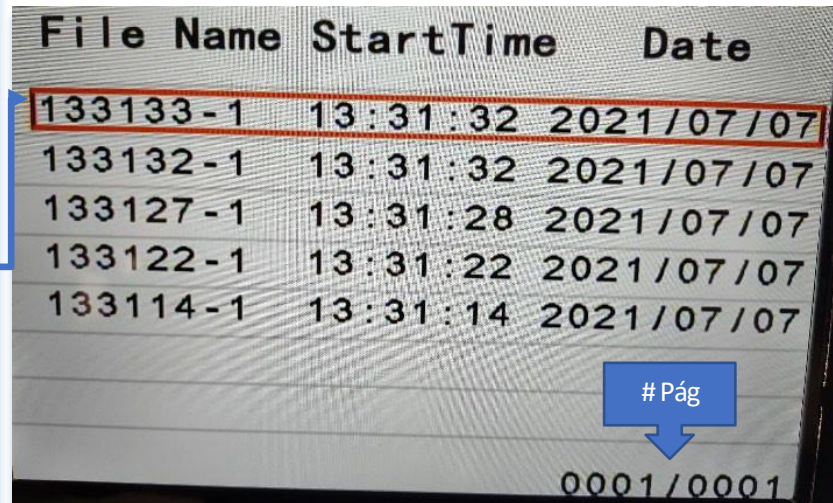 File Name StartTime Date
133133-1 13:31:32 2021/07/07
133132-1 13:31:32 2021/07/07
133127-1 13:31:28 2021/07/07
133122-1 13:31:22 2021/07/07
133114-1 13:31:14 2021/07/07
# Pág
0001/0001